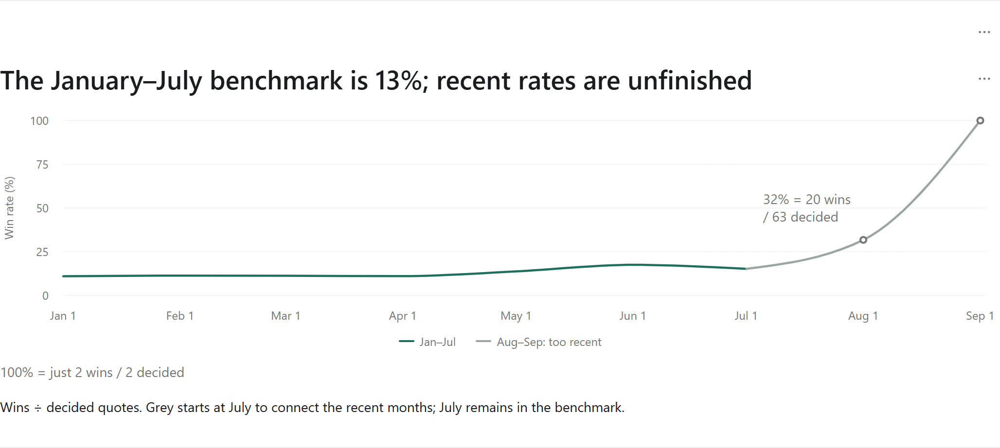 ...
The January–July benchmark is 13%; recent rates are unfinished
...
100
75
50
25
0
Win rate (%)
32% = 20 wins
/ 63 decided
Jan 1
Feb 1
Mar 1
Apr 1
May 1
Jun 1
Jul 1
Aug 1
Sep 1
Jan–Jul
Aug–Sep: too recent
100% = just 2 wins / 2 decided
Wins ÷ decided quotes. Grey starts at July to connect the recent months; July remains in the benchmark.